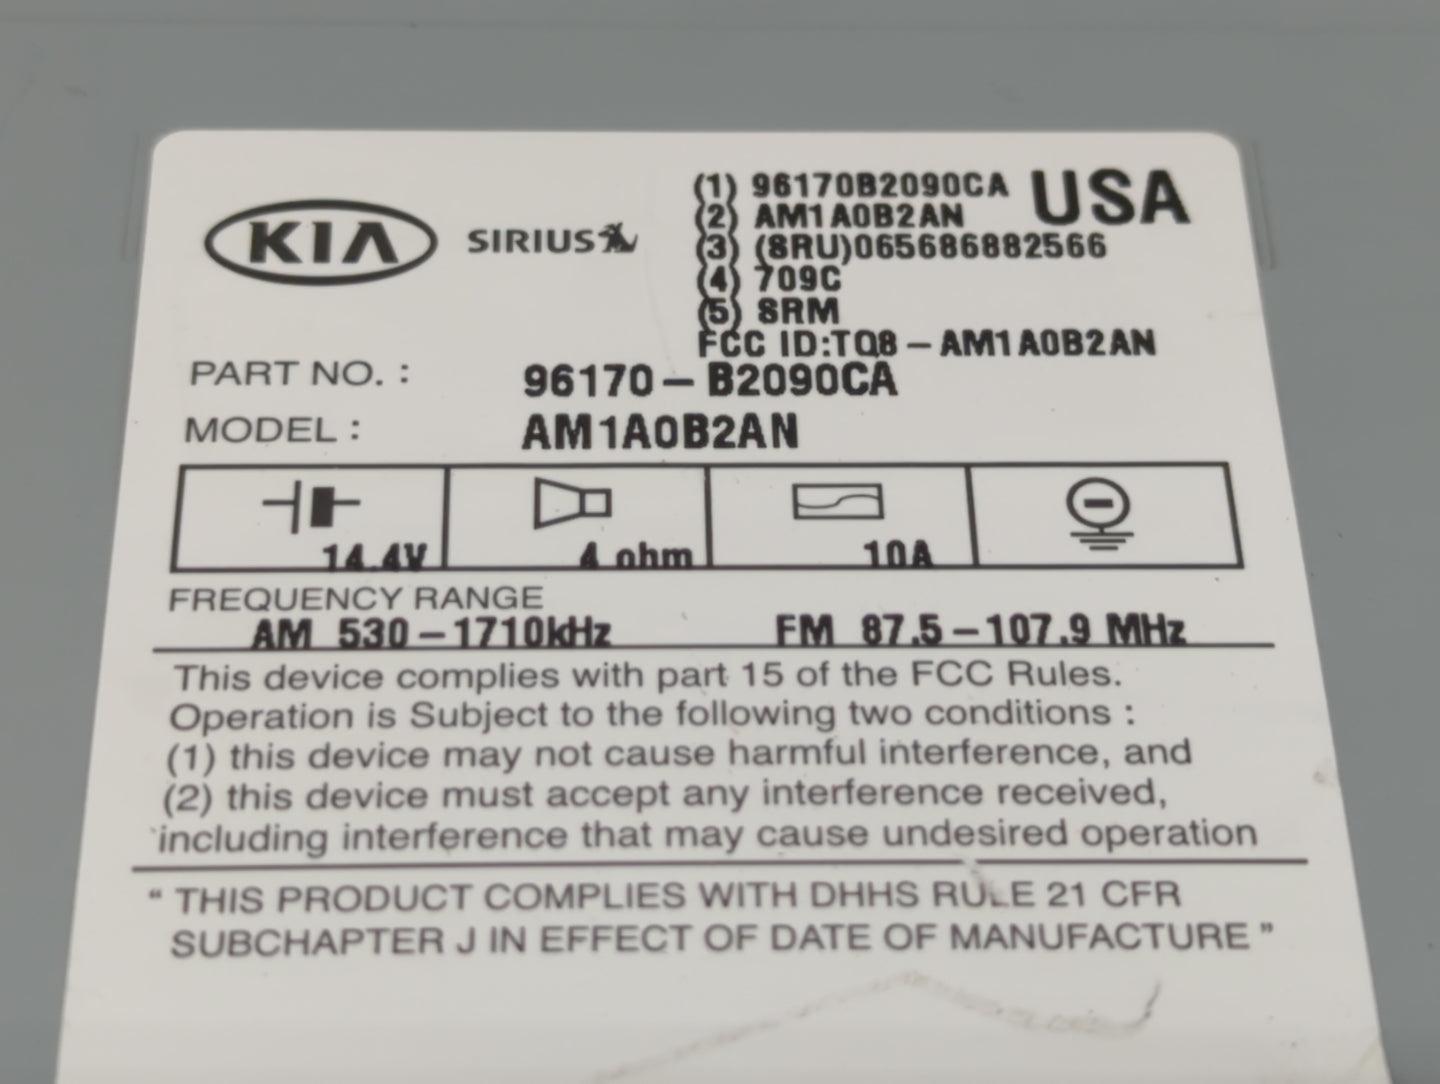 KIA SIRIUS
(1) 96170B2090CA USA
(2) AM1A0B2AN
(3) (SRU)065686882566
(4) 709C
(5) SRM
FCC ID:TQ8-AM1A0B2AN
PART NO. : 96170-B2090CA
MODEL : AM1A0B2AN
14.4V 4 ohm 10A
FREQUENCY RANGE
AM 530-1710kHz FM 87.5-107.9 MHz
This device complies with part 15 of the FCC Rules.
Operation is Subject to the following two conditions :
(1) this device may not cause harmful interference, and
(2) this device must accept any interference received,
including interference that may cause undesired operation
“ THIS PRODUCT COMPLIES WITH DHHS RULE 21 CFR
SUBCHAPTER J IN EFFECT OF DATE OF MANUFACTURE ”